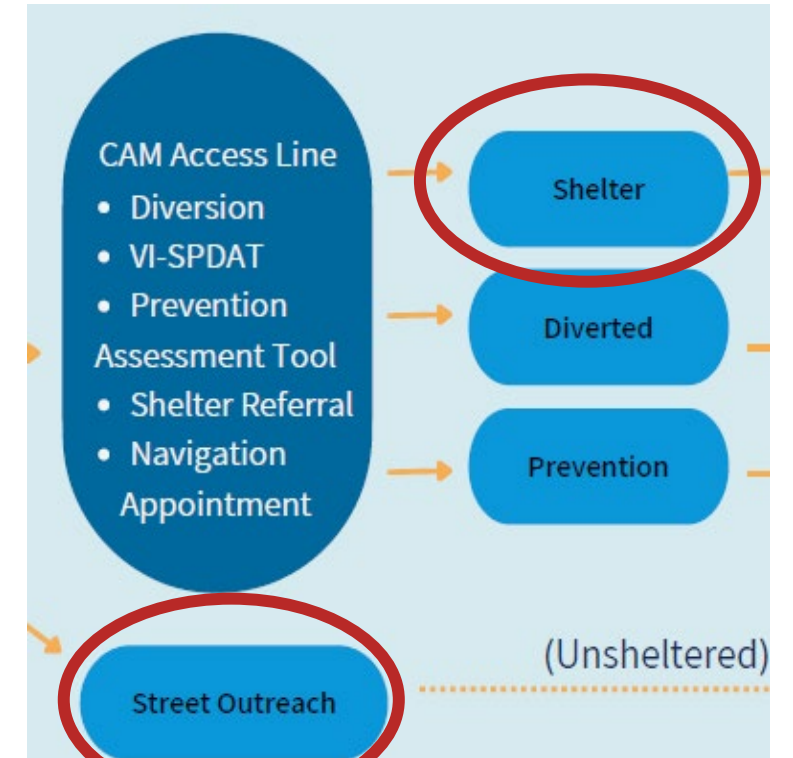 CAM Access Line
• Diversion
• VI-SPDAT
• Prevention
Assessment Tool
• Shelter Referral
• Navigation
Appointment
Shelter
Diverted
Prevention
(Unsheltered)
Street Outreach